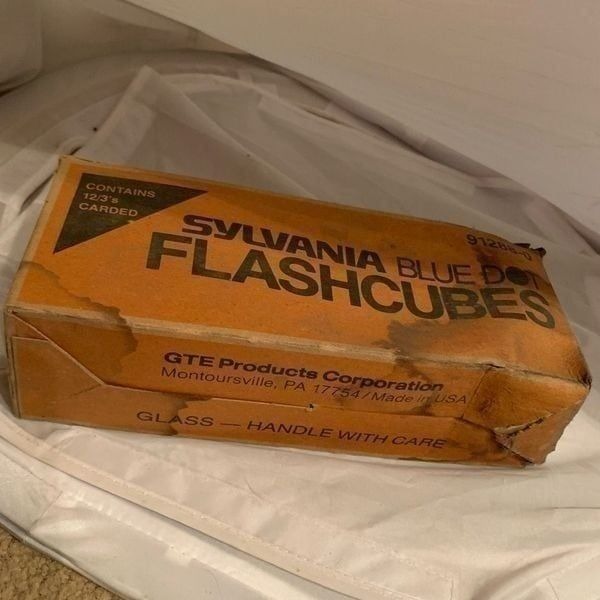 CONTAINS
12/3's
CARDED
SYLVANIA BLUE DOT
FLASHCUBES
GTE Products Corporation
Montoursville, PA 17754/Made in USA
GLASS — HANDLE WITH CARE